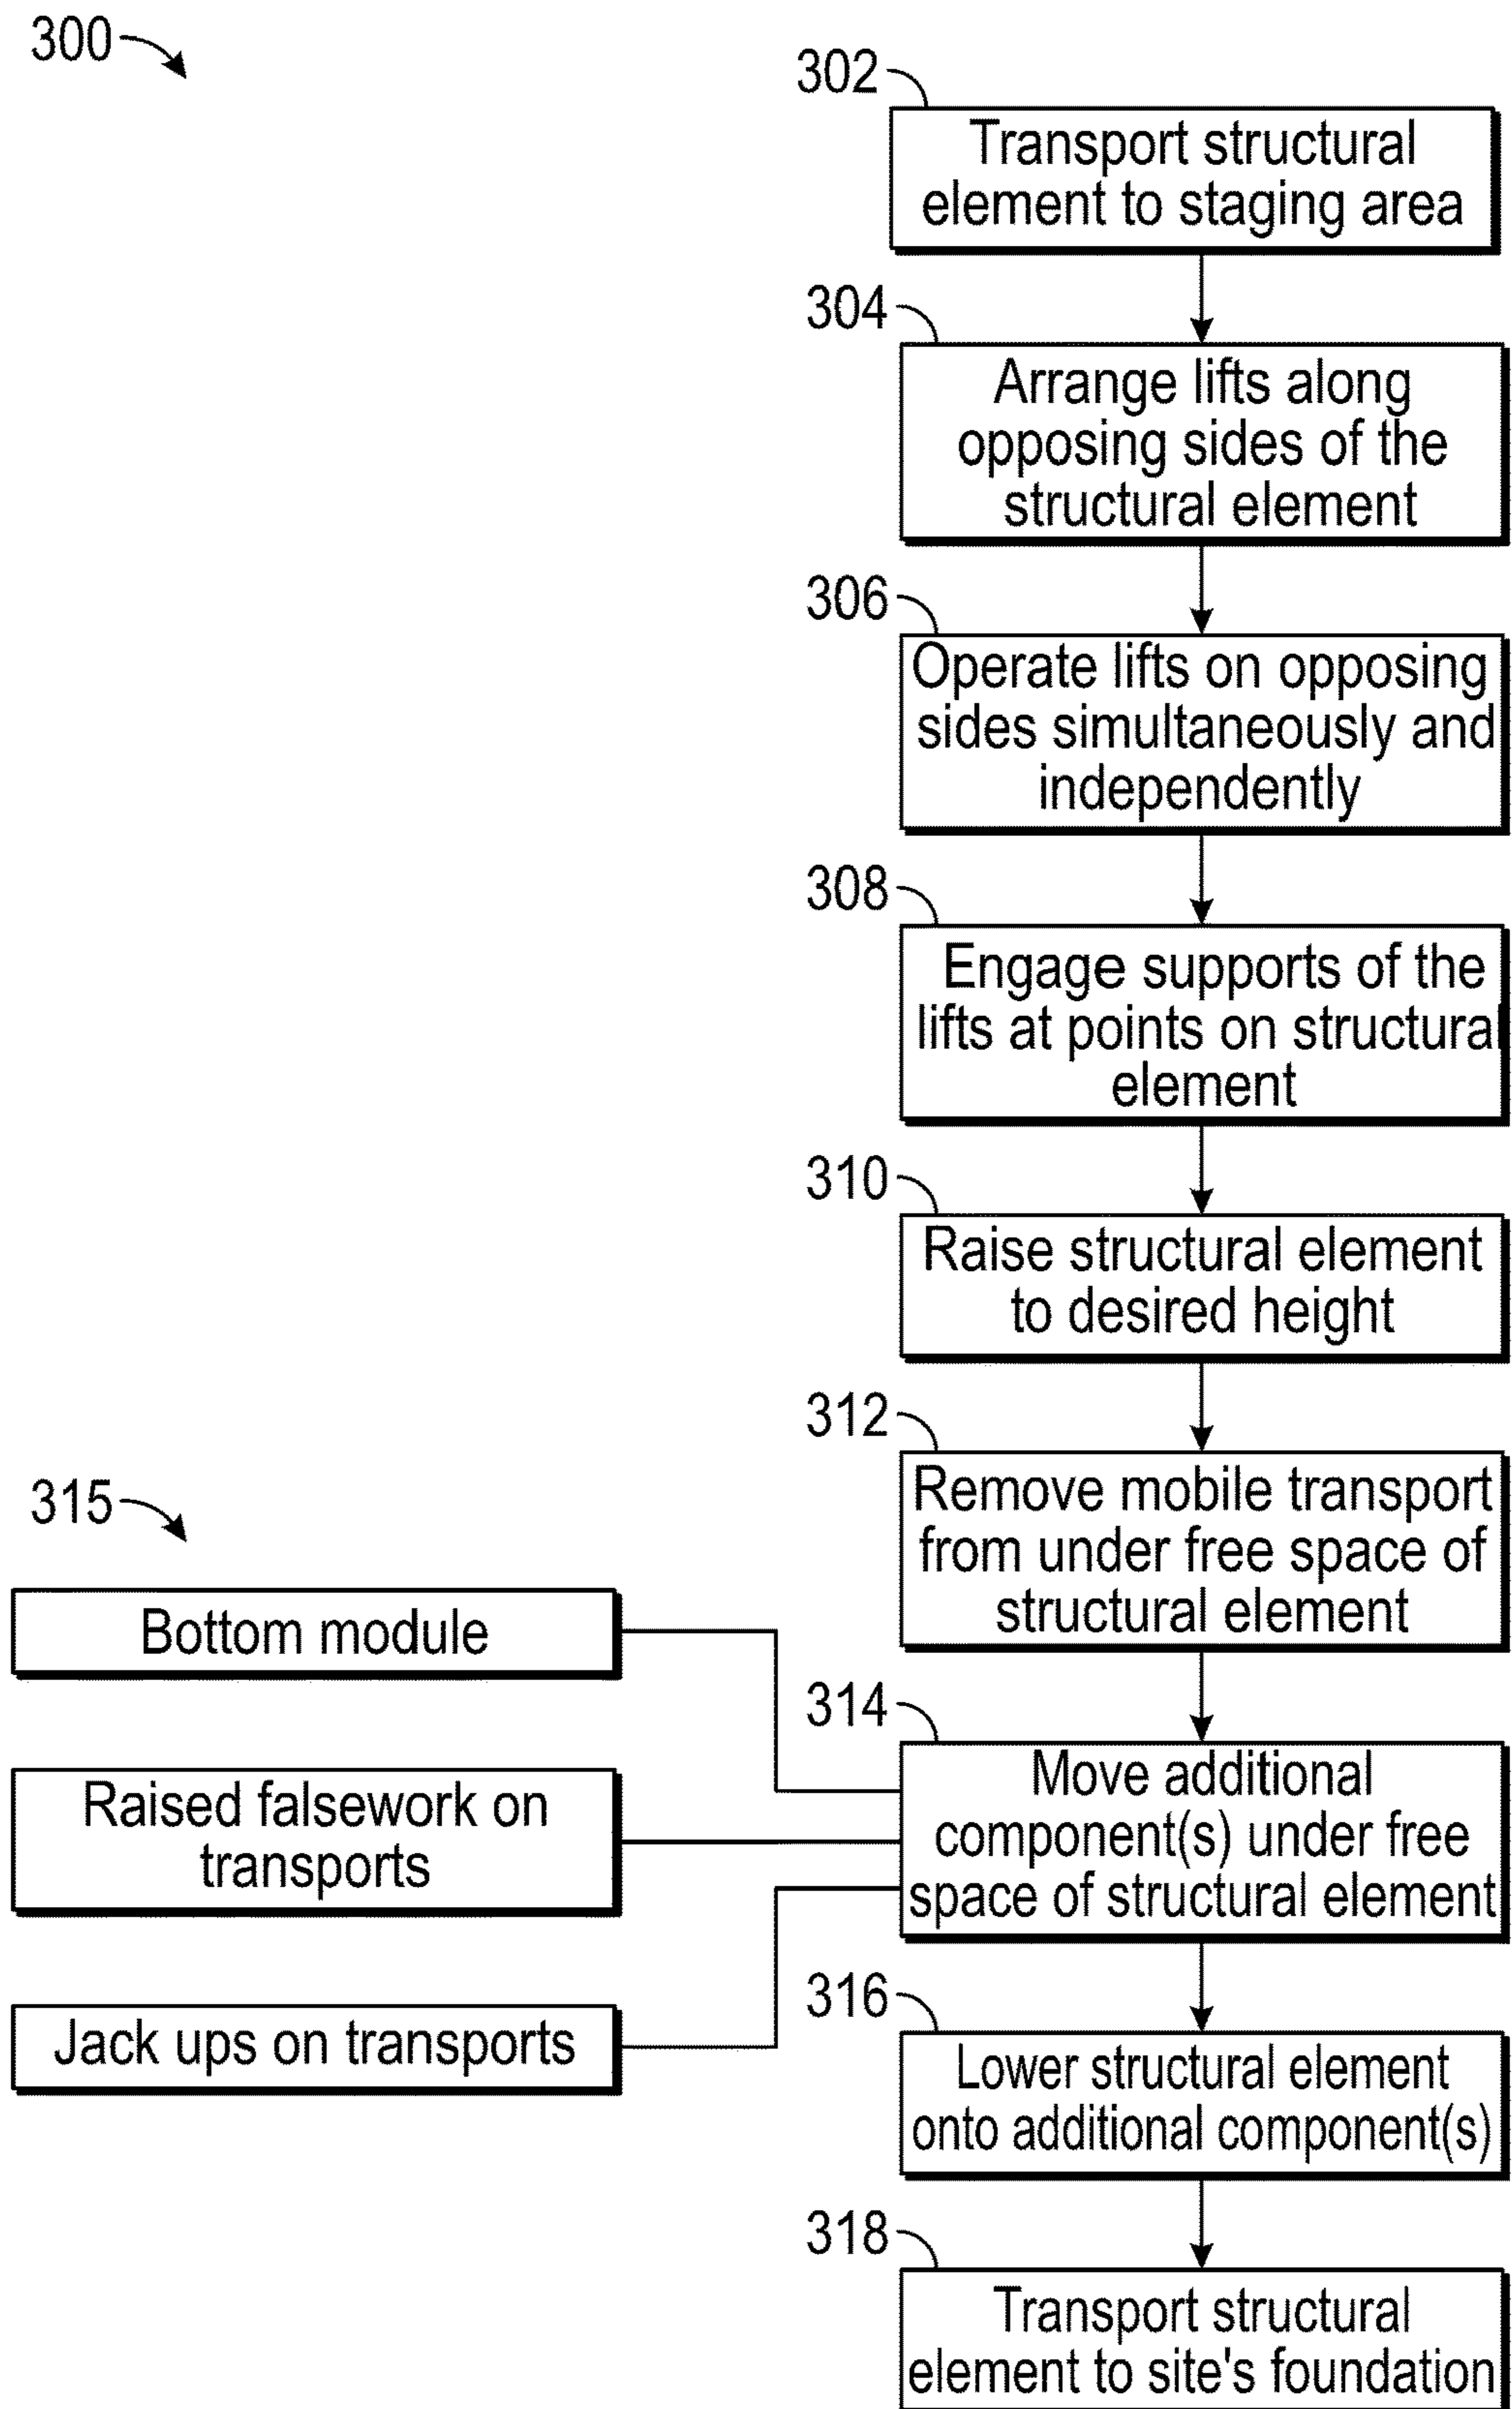 300
302
Transport structural
element to staging area
304
Arrange lifts along
opposing sides of the
structural element
306
Operate lifts on opposing
sides simultaneously and
independently
308
Engage supports of the
lifts at points on structural
element
310
Raise structural element
to desired height
312
Remove mobile transport
from under free space of
structural element
315
Bottom module
Raised falsework on
transports
Jack ups on transports
314
Move additional
component(s) under free
space of structural element
316
Lower structural element
onto additional component(s)
318
Transport structural
element to site's foundation